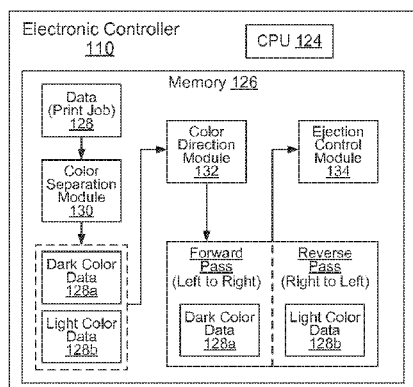 Electronic Controller
110
CPU 124
Memory 126
Data
(Print Job)
128
Color
Separation
Module
130
Dark Color
Data
128a
Light Color
Data
128b
Color
Direction
Module
132
Ejection
Control
Module
134
Forward
Pass
(Left to Right)
Dark Color
Data
128a
Reverse
Pass
(Right to Left)
Light Color
Data
128b